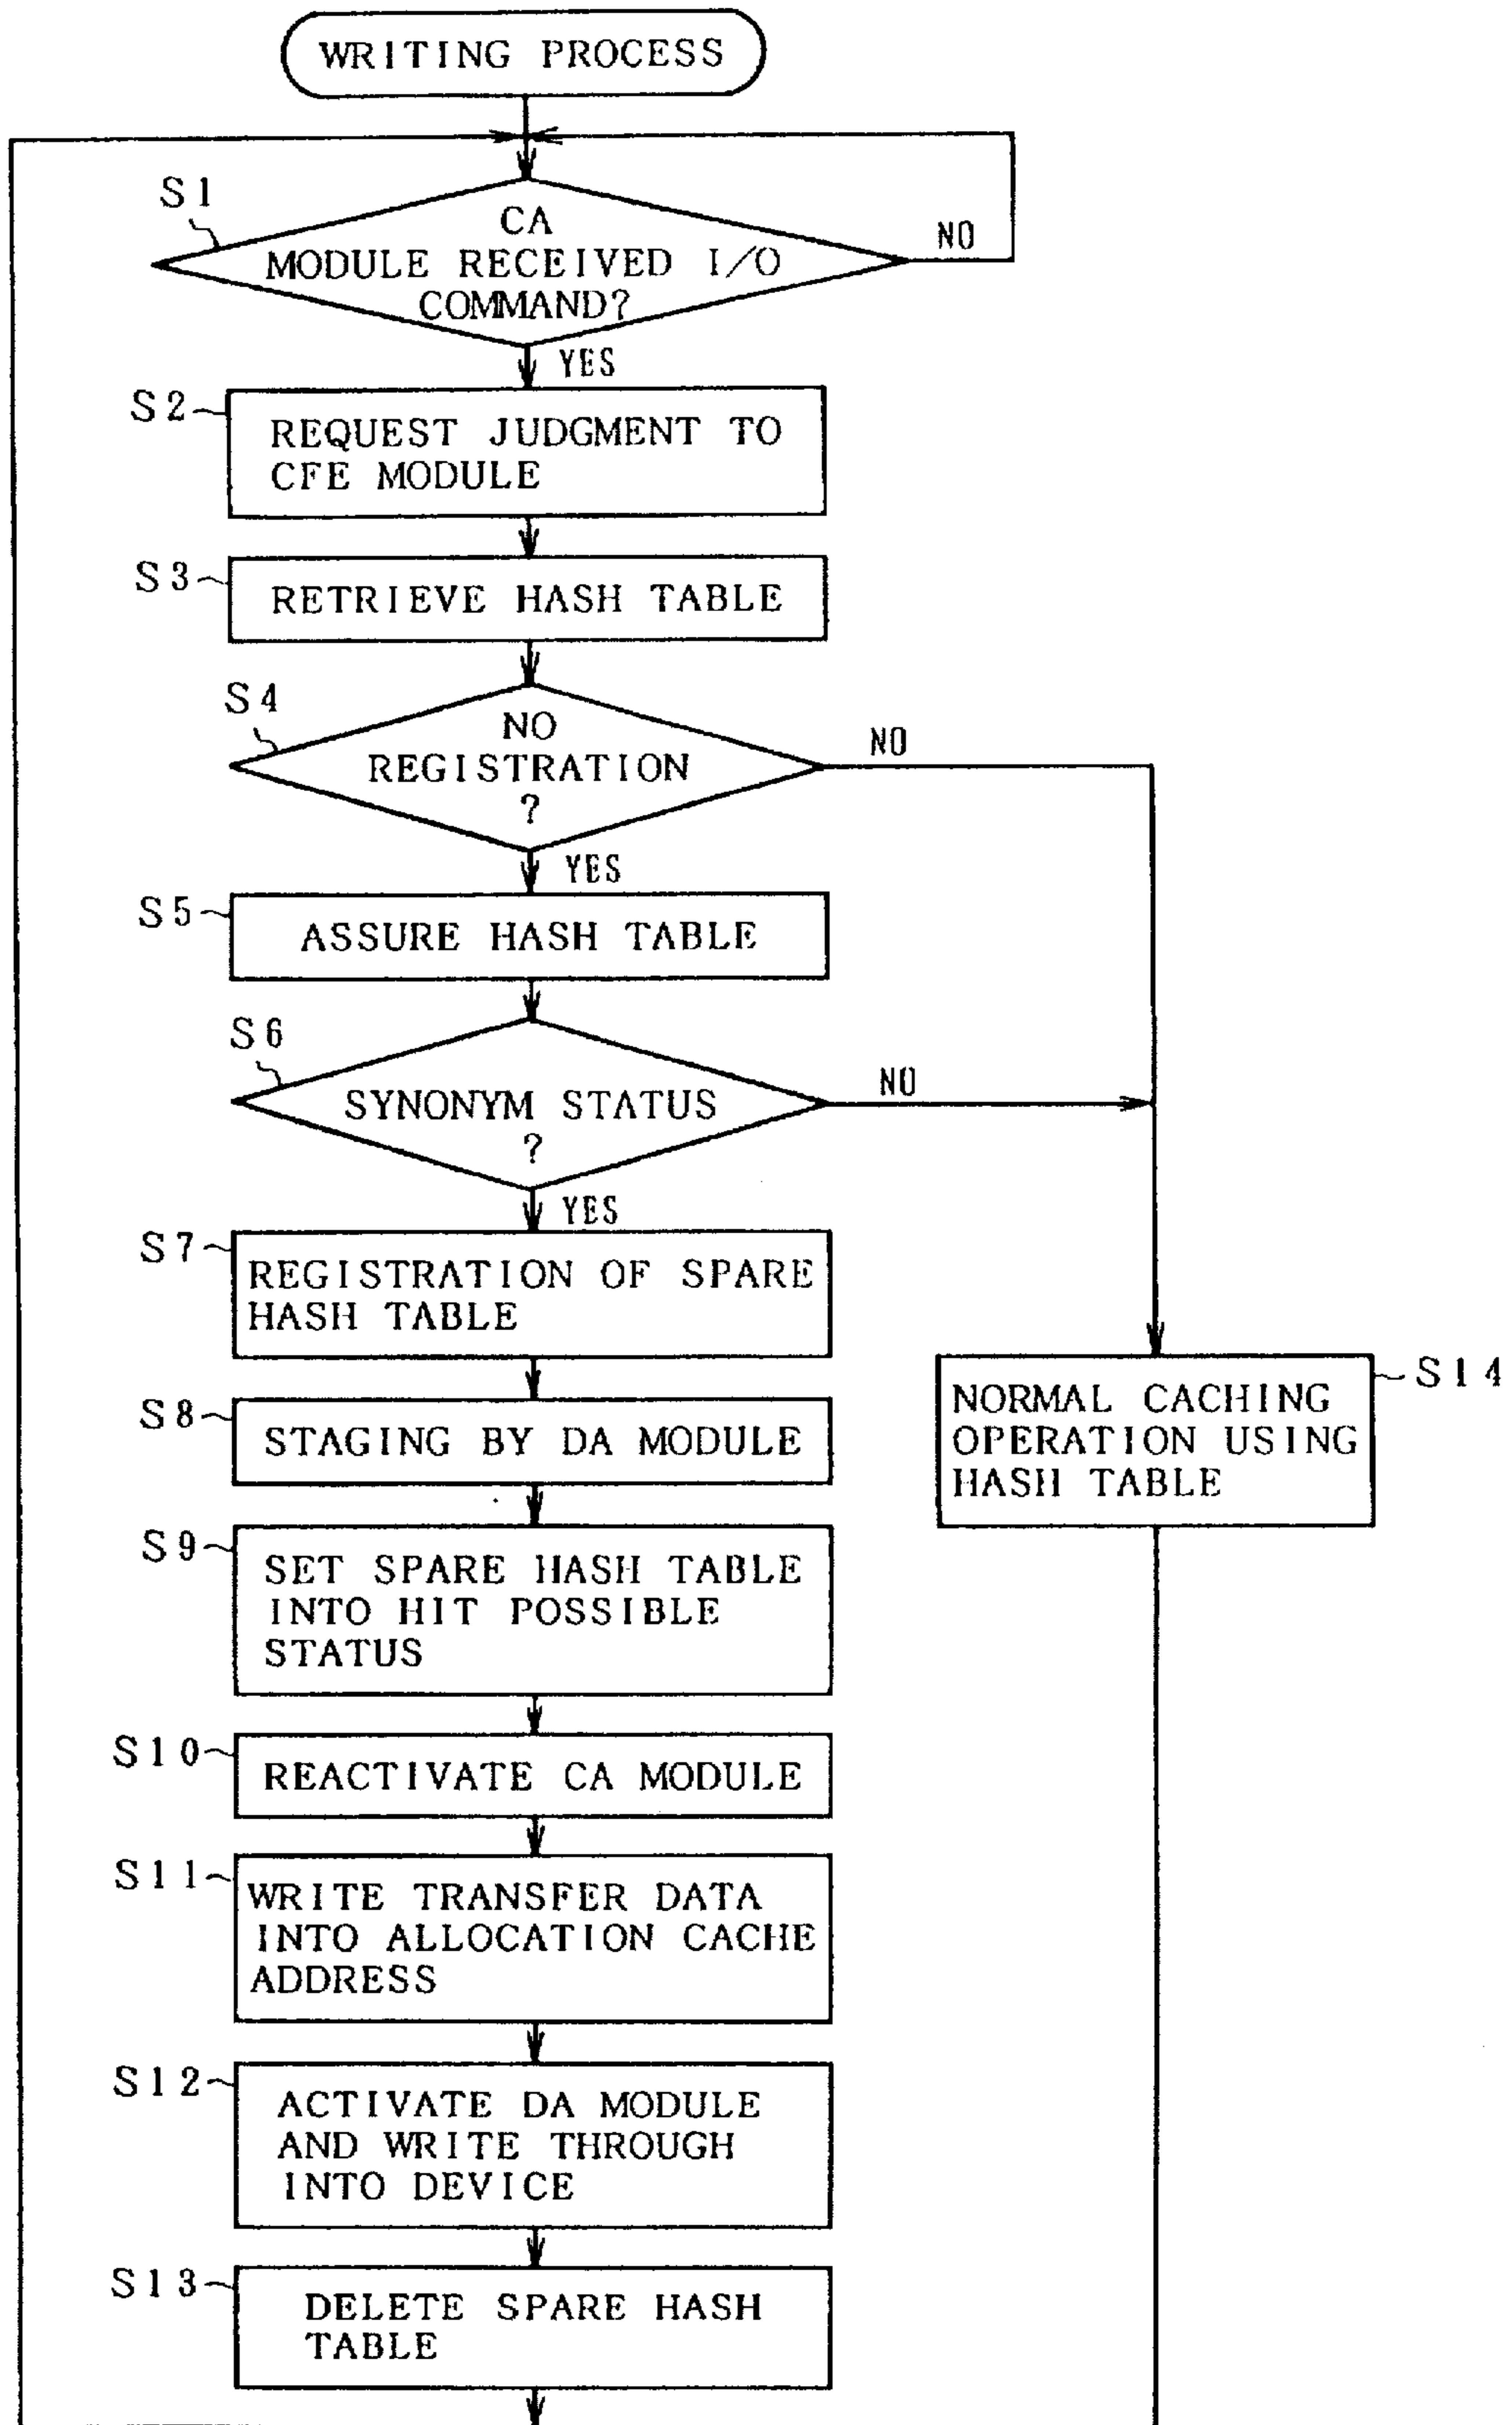 WRITING PROCESS
S1
CA
MODULE RECEIVED I/O
COMMAND?
NO
YES
S2
REQUEST JUDGMENT TO
CFE MODULE
S3
RETRIEVE HASH TABLE
S4
NO
REGISTRATION
?
NO
YES
S5
ASSURE HASH TABLE
S6
SYNONYM STATUS
?
NO
YES
S7
REGISTRATION OF SPARE
HASH TABLE
S8
STAGING BY DA MODULE
S14
NORMAL CACHING
OPERATION USING
HASH TABLE
S9
SET SPARE HASH TABLE
INTO HIT POSSIBLE
STATUS
S10
REACTIVATE CA MODULE
S11
WRITE TRANSFER DATA
INTO ALLOCATION CACHE
ADDRESS
S12
ACTIVATE DA MODULE
AND WRITE THROUGH
INTO DEVICE
S13
DELETE SPARE HASH
TABLE